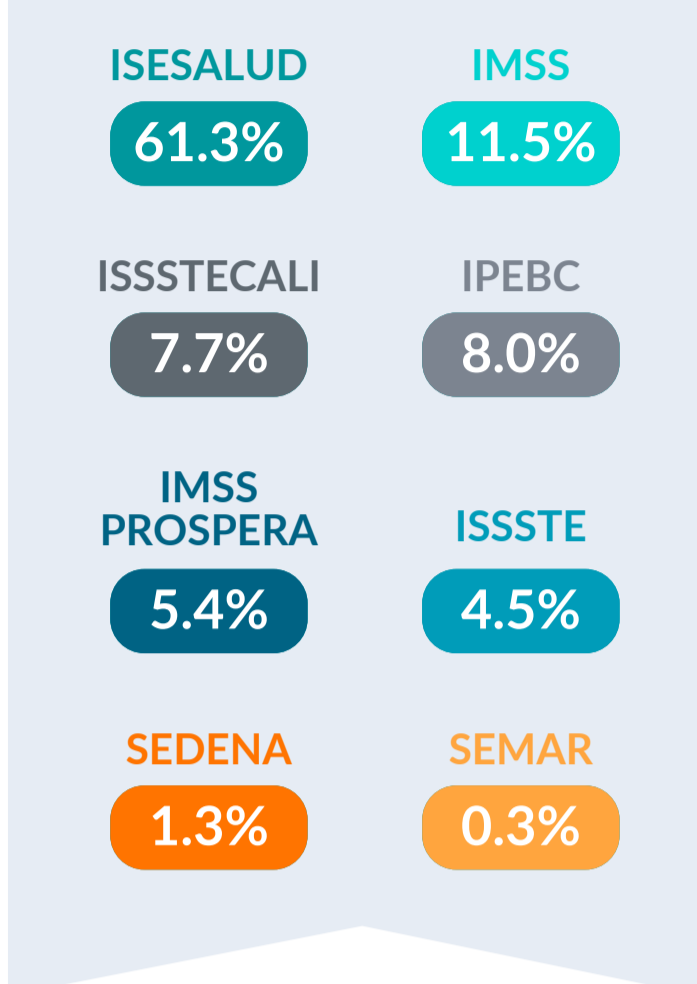 ISESALUD
61.3%
IMSS
11.5%
ISSSTECALI
7.7%
IPEBC
8.0%
IMSS
PROSPERA
5.4%
ISSSTE
4.5%
SEDENA
1.3%
SEMAR
0.3%